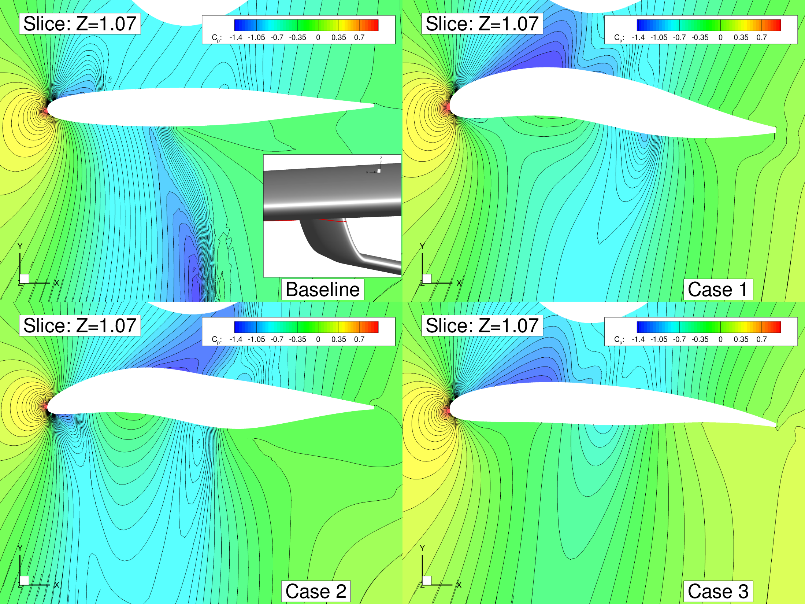 Slice: Z=1.07
Cp: -1.4 -1.05 -0.7 -0.35 0 0.35 0.7
Y
Z X
Baseline
Slice: Z=1.07
Cp: -1.4 -1.05 -0.7 -0.35 0 0.35 0.7
Y
Z X
Case 1
Slice: Z=1.07
Cp: -1.4 -1.05 -0.7 -0.35 0 0.35 0.7
Y
Z X
Case 2
Slice: Z=1.07
Cp: -1.4 -1.05 -0.7 -0.35 0 0.35 0.7
Y
Z X
Case 3